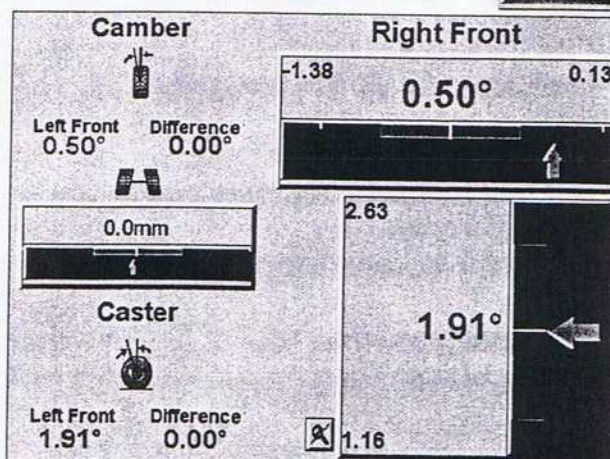 Camber
Left Front Difference
0.50° 0.00°
0.0mm
Caster
Left Front Difference
1.91° 0.00°
Right Front
-1.38 0.50° 0.13
2.63
1.91°
1.16